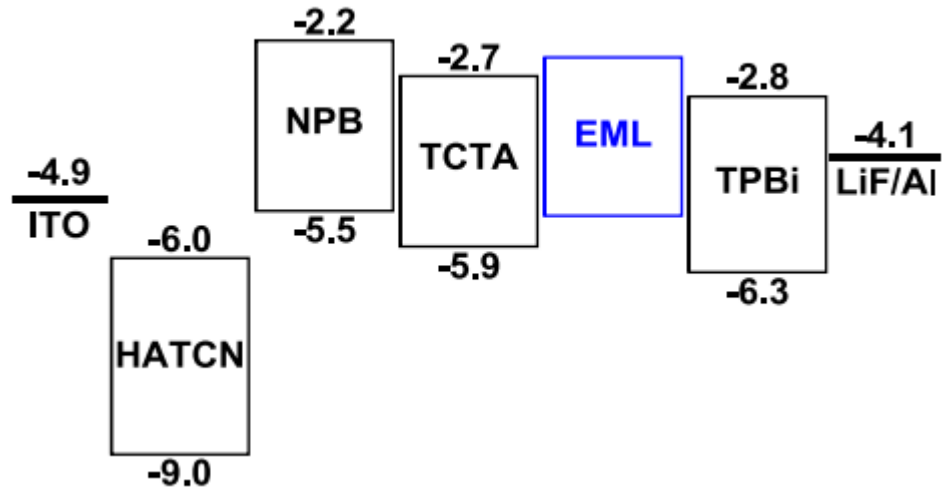 -2.2
NPB
-5.5
-2.7
TCTA
-5.9
EML
-2.8
TPBi
-6.3
-4.1
LiF/Al
-4.9
ITO
-6.0
HATCN
-9.0